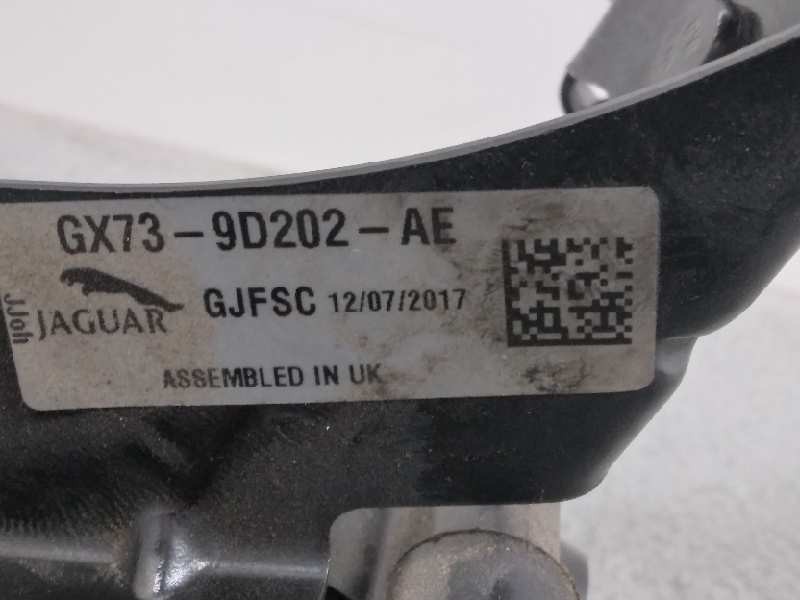 GX73-9D202-AE
GJFSC 12/07/2017
JAGUAR
ASSEMBLED IN UK